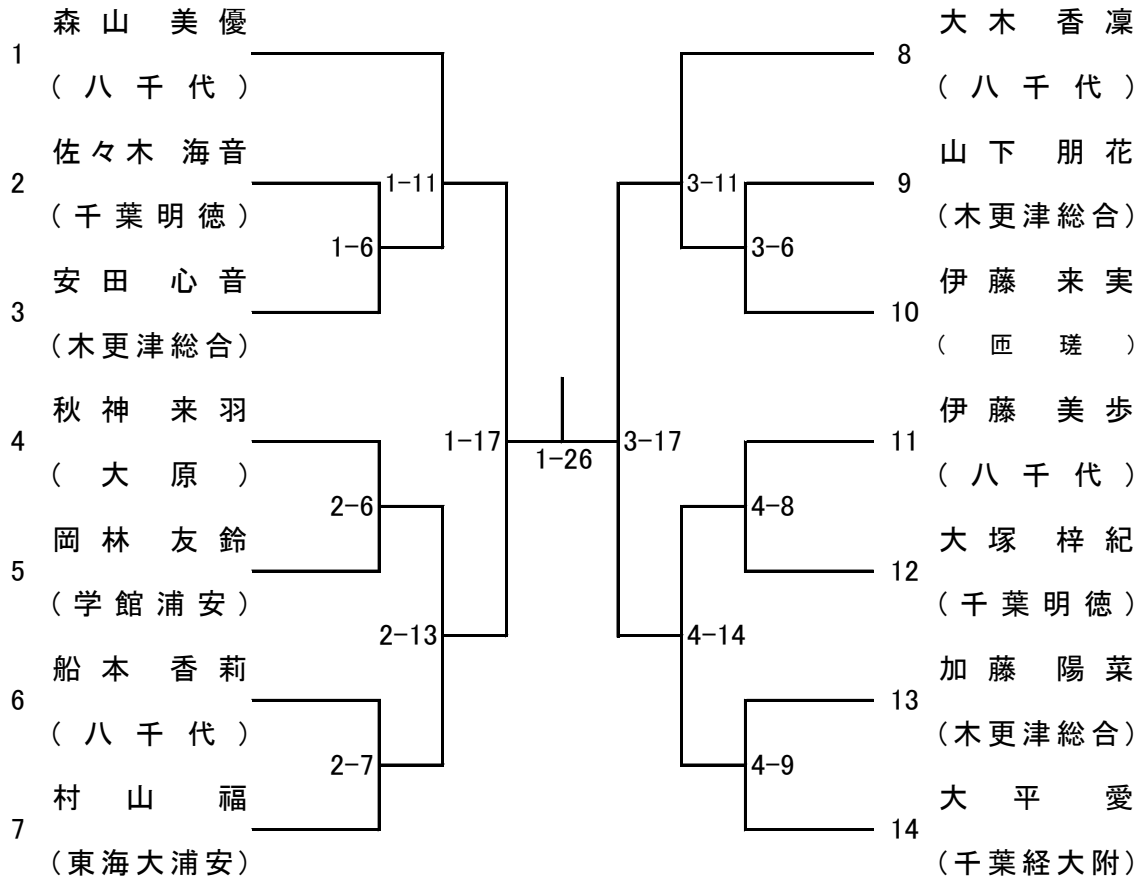 森山 美優
1
(八千代)
佐々木 海音
2
(千葉明徳)
1-11
1-6
安田 心音
3
(木更津総合)
秋神 来羽
4
(大原)
2-6
岡林 友鈴
5
(学館浦安)
2-13
船本 香莉
6
(八千代)
2-7
村山 福
7
(東海大浦安)
1-17
1-26
3-17
大木 香凜
8
(八千代)
山下 朋花
9
(木更津総合)
3-11
3-6
伊藤 来実
10
(匝瑳)
伊藤 美歩
11
(八千代)
4-8
大塚 梓紀
12
(千葉明徳)
4-14
加藤 陽菜
13
(木更津総合)
4-9
大平 愛
14
(千葉経大附)